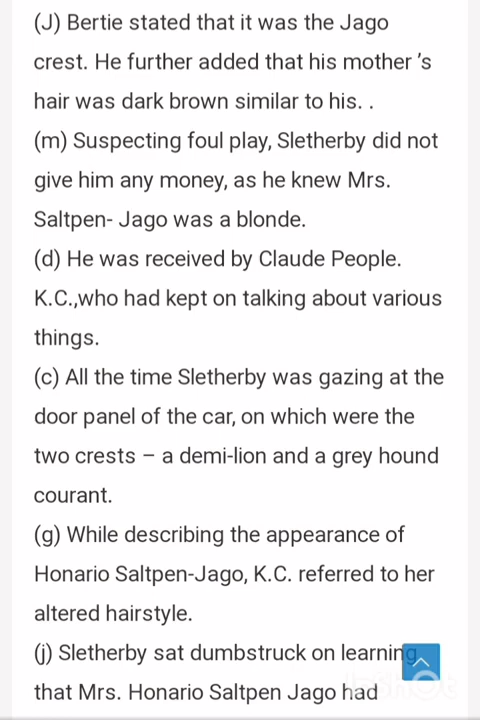 (J) Bertie stated that it was the Jago
crest. He further added that his mother 's
hair was dark brown similar to his. .
(m) Suspecting foul play, Sletherby did not
give him any money, as he knew Mrs.
Saltpen- Jago was a blonde.
(d) He was received by Claude People.
K.C.,who had kept on talking about various
things.
(c) All the time Sletherby was gazing at the
door panel of the car, on which were the
two crests – a demi-lion and a grey hound
courant.
(g) While describing the appearance of
Honario Saltpen-Jago, K.C. referred to her
altered hairstyle.
(j) Sletherby sat dumbstruck on learning
that Mrs. Honario Saltpen Jago had